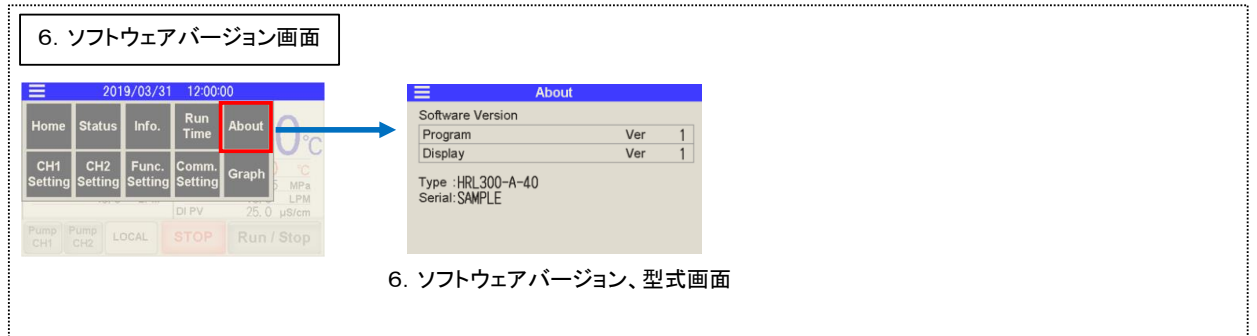 6. ソフトウェアバージョン画面
2019/03/31 12:00:00
Home Status Info. Run Time About
℃
CH1 Setting CH2 Setting Func. Setting Comm. Setting Graph
℃
MPa
LPM
DI PV 25.0 μS/cm
Pump CH1 Pump CH2 LOCAL STOP Run / Stop
About
Software Version
Program Ver 1
Display Ver 1
Type :HRL300-A-40
Serial:SAMPLE
6. ソフトウェアバージョン、型式画面